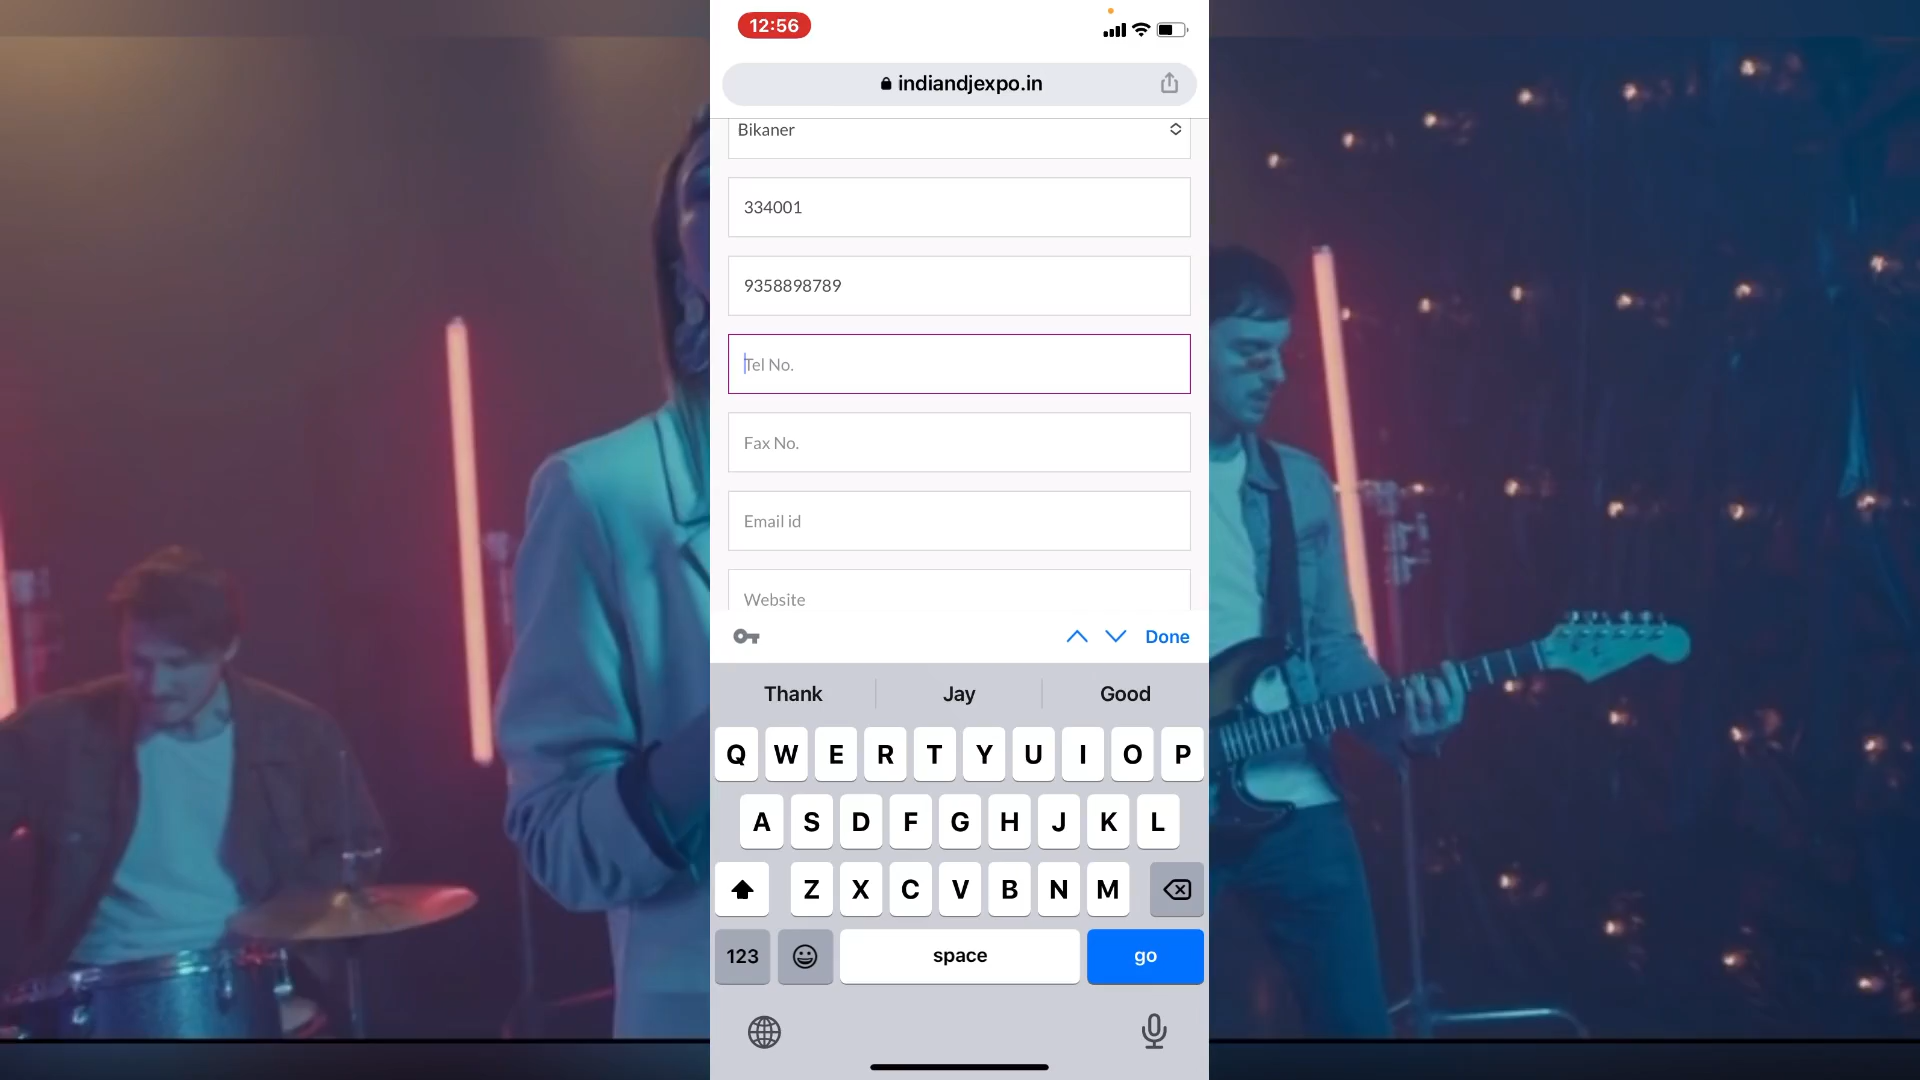 12:56
indiandjexpo.in
Bikaner
334001
9358898789
Tel No.
Fax No.
Email id
Website
Done
Thank
Jay
Good
Q W E R T Y U I O P
A S D F G H J K L
Z X C V B N M
123
space
go